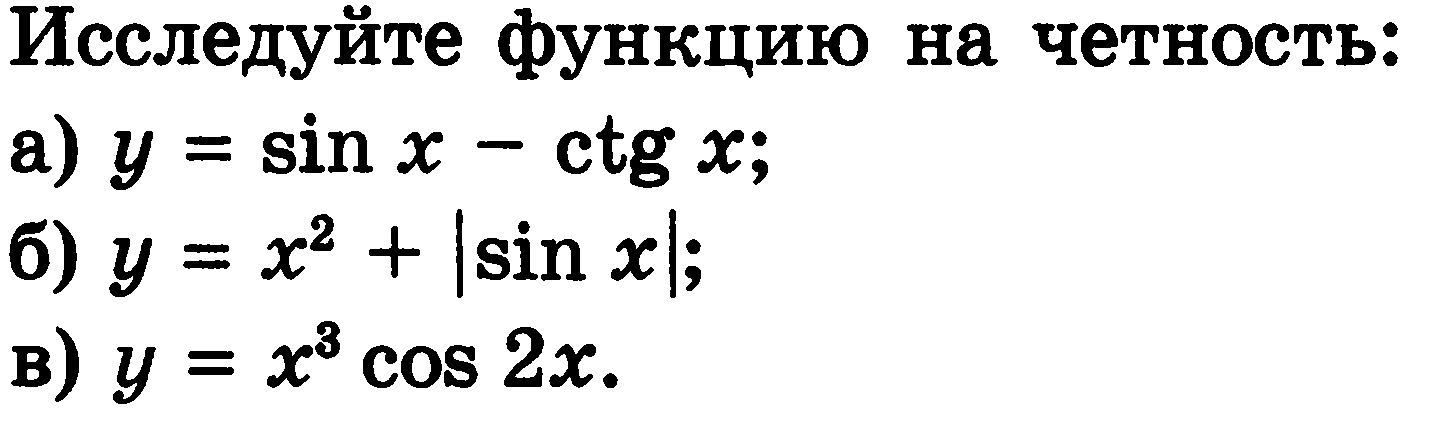 Исследуйте функцию на четность:
а) y = sin x − ctg x;
б) y = x² + |sin x|;
в) y = x³ cos 2x.